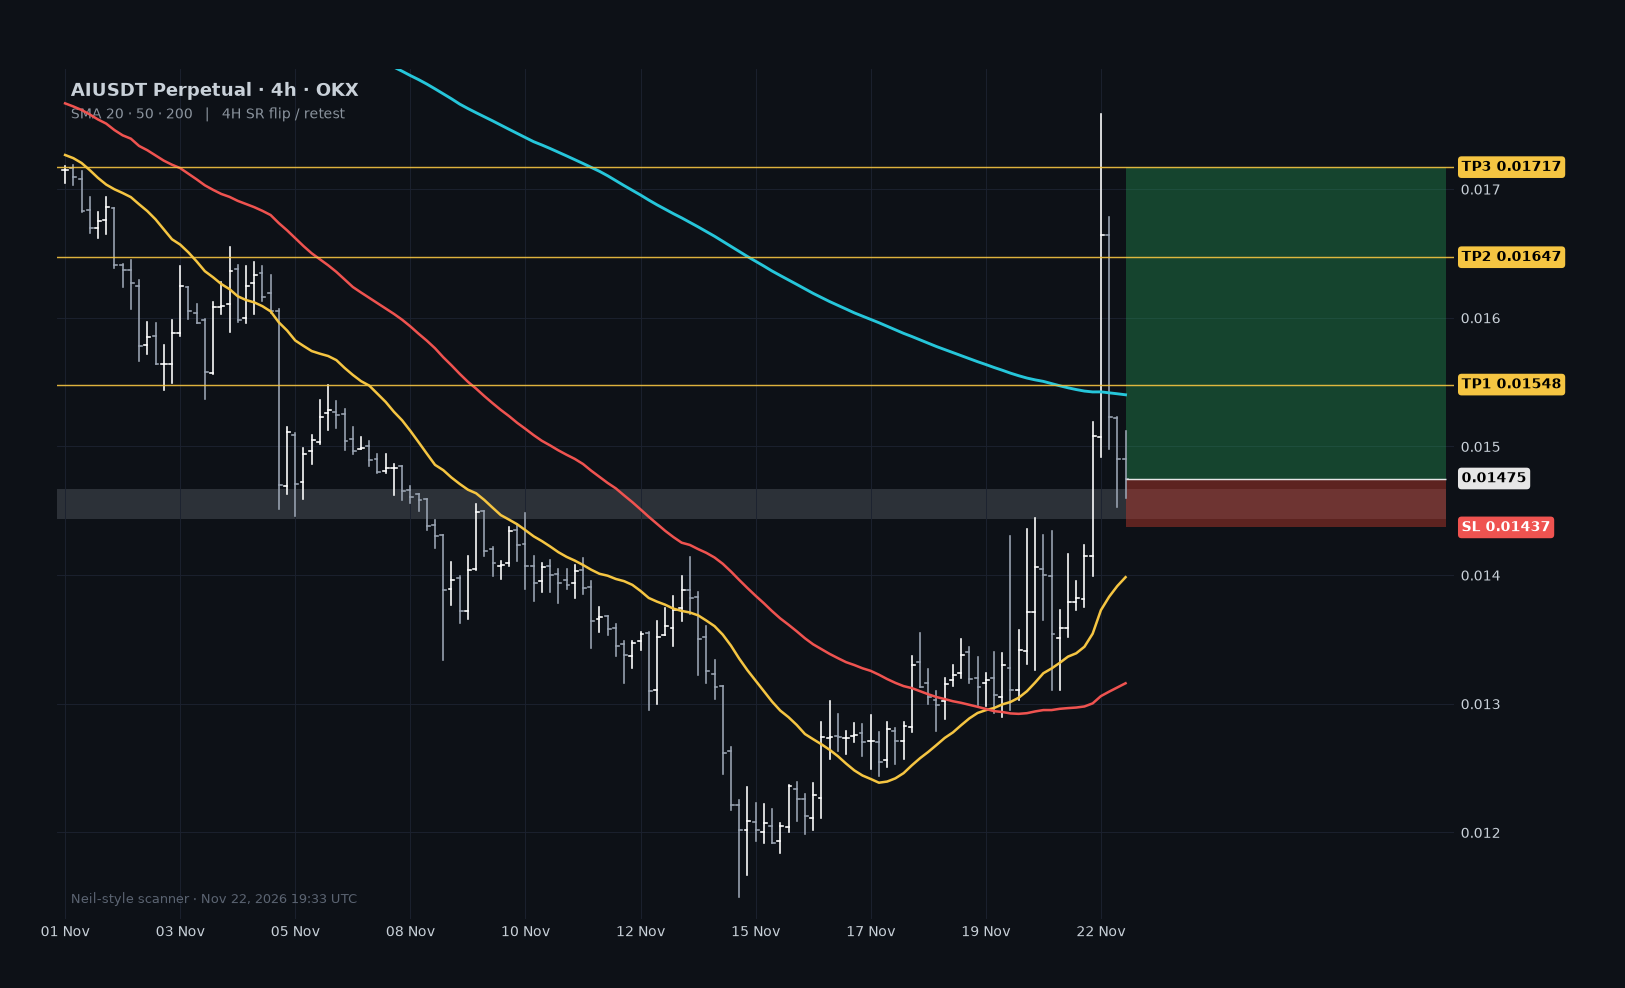 AIUSDT Perpetual · 4h · OKX
SMA 20 · 50 · 200 | 4H SR flip / retest
TP3 0.01717
0.017
TP2 0.01647
0.016
TP1 0.01548
0.015
0.01475
SL 0.01437
0.014
0.013
0.012
Neil-style scanner · Nov 22, 2026 19:33 UTC
01 Nov 03 Nov 05 Nov 08 Nov 10 Nov 12 Nov 15 Nov 17 Nov 19 Nov 22 Nov